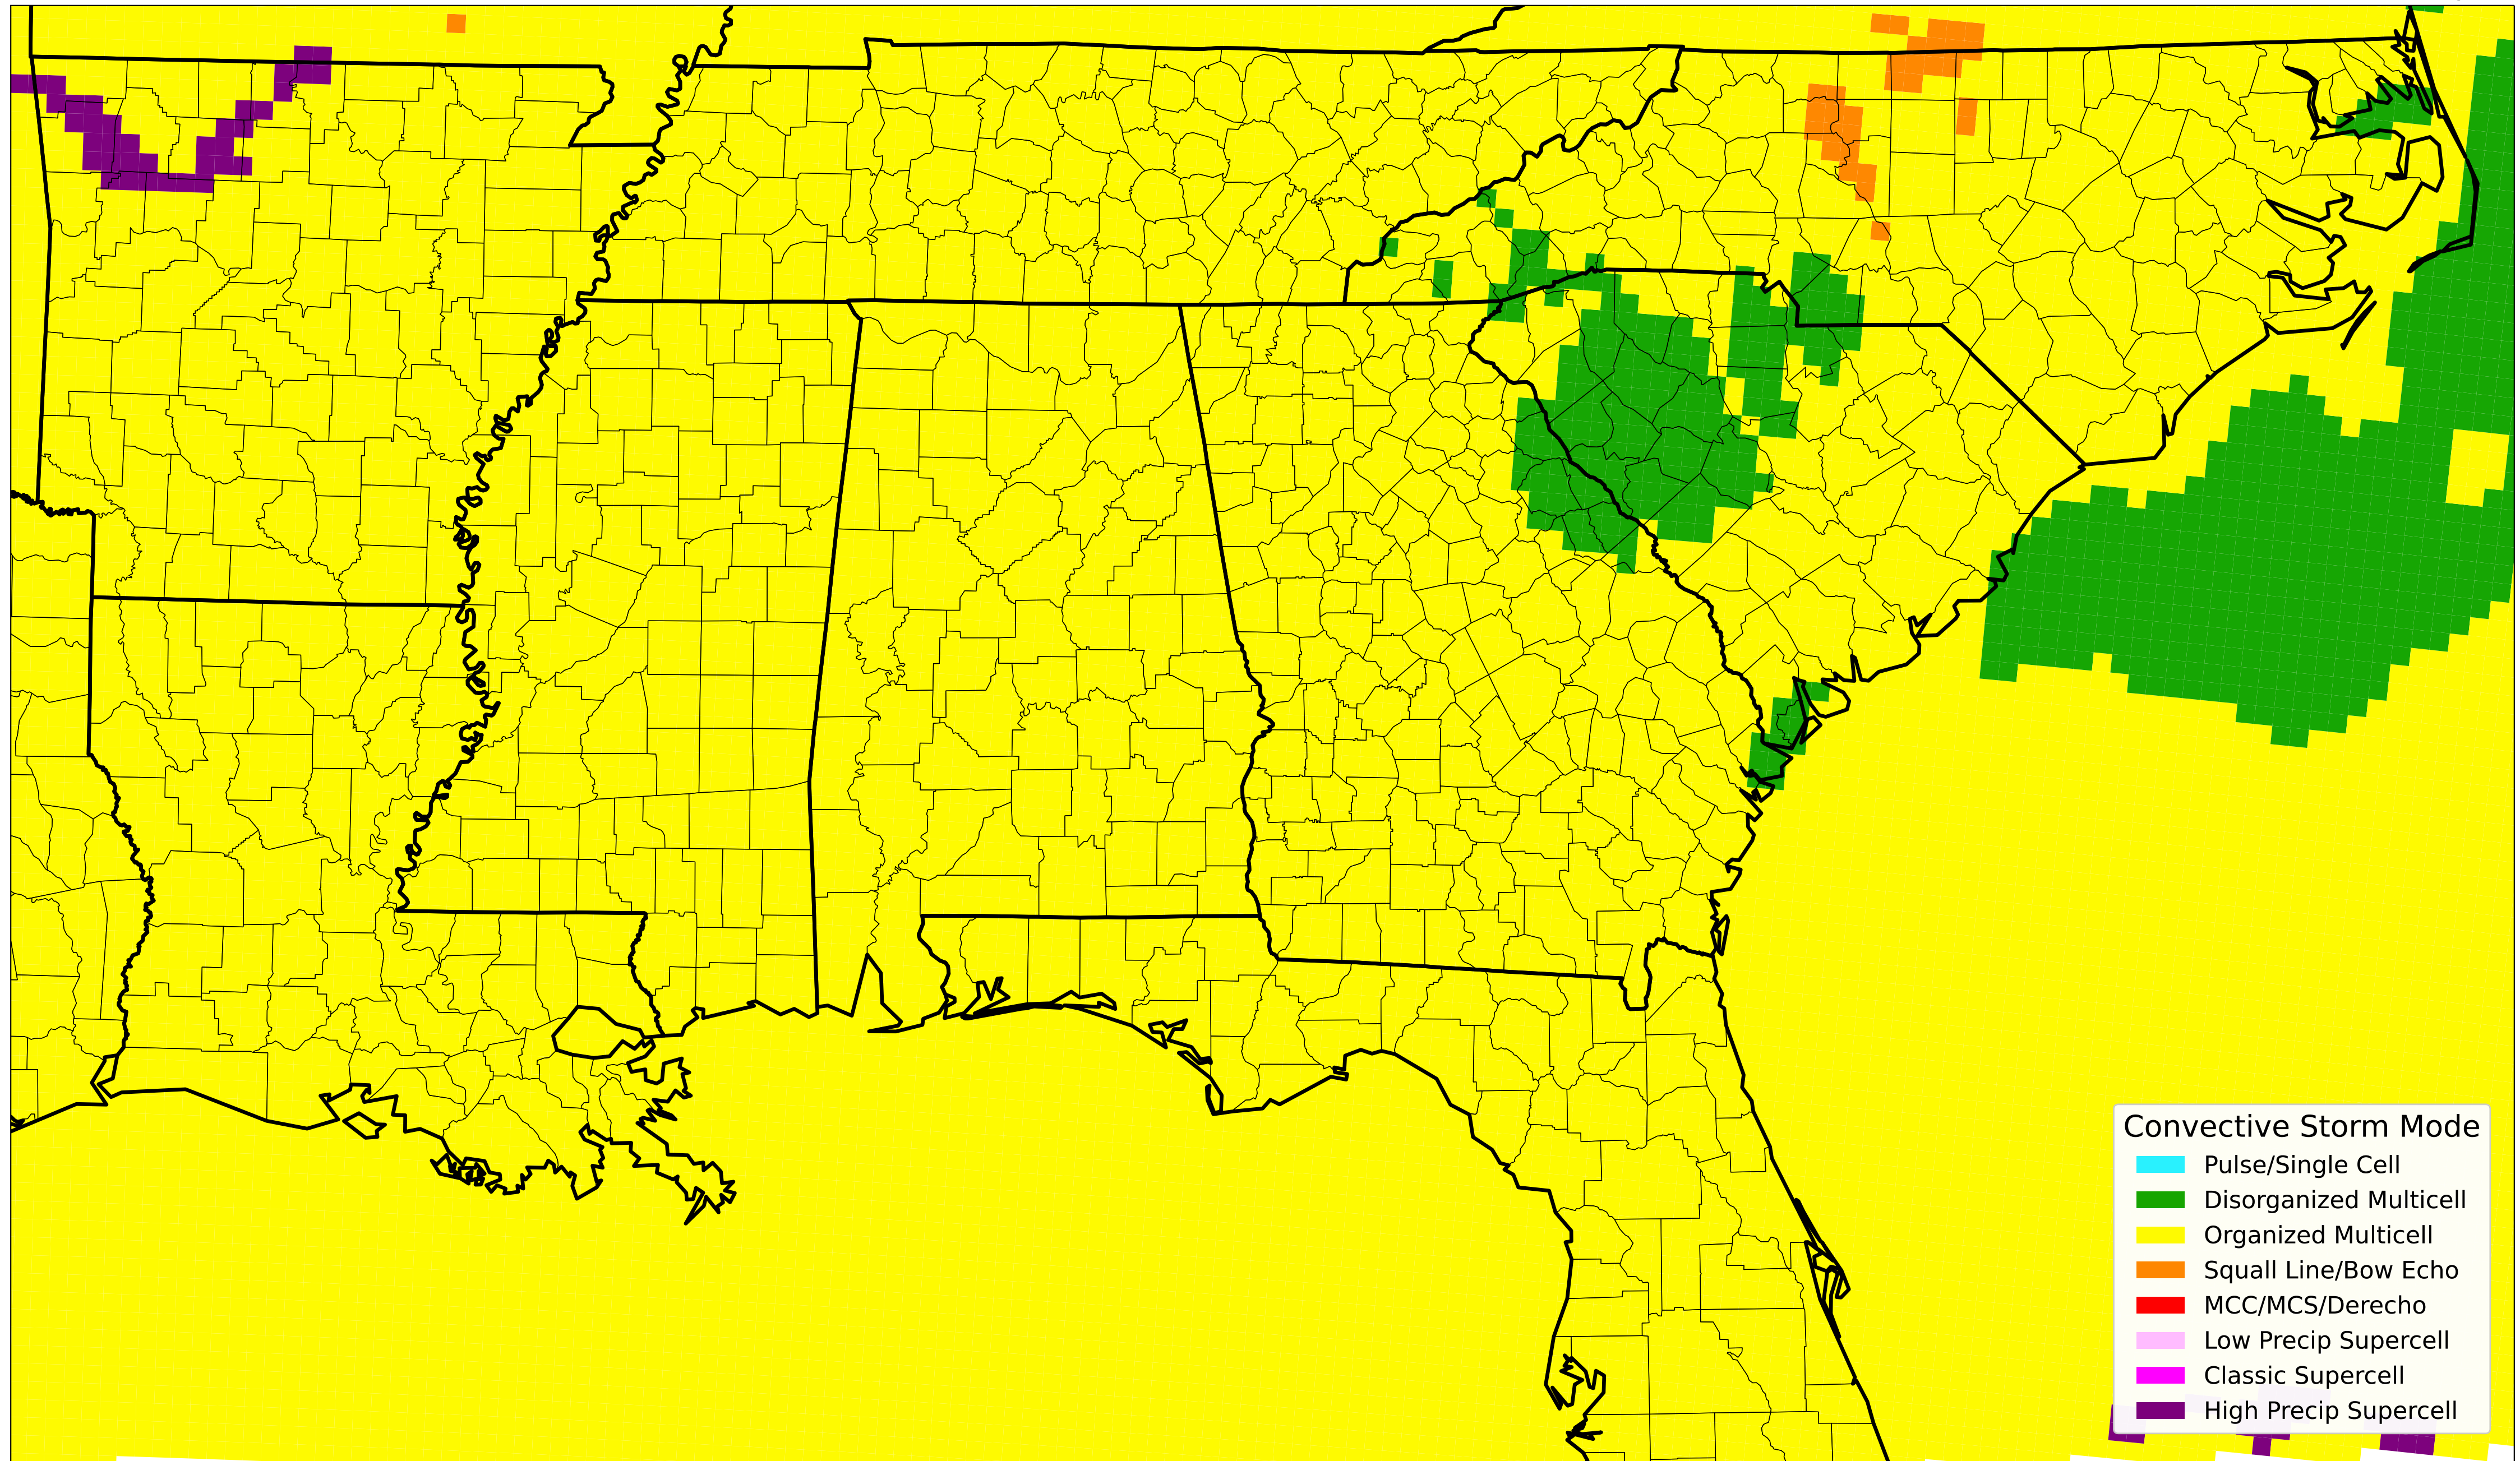 Convective Storm Mode
Pulse/Single Cell
Disorganized Multicell
Organized Multicell
Squall Line/Bow Echo
MCC/MCS/Derecho
Low Precip Supercell
Classic Supercell
High Precip Supercell